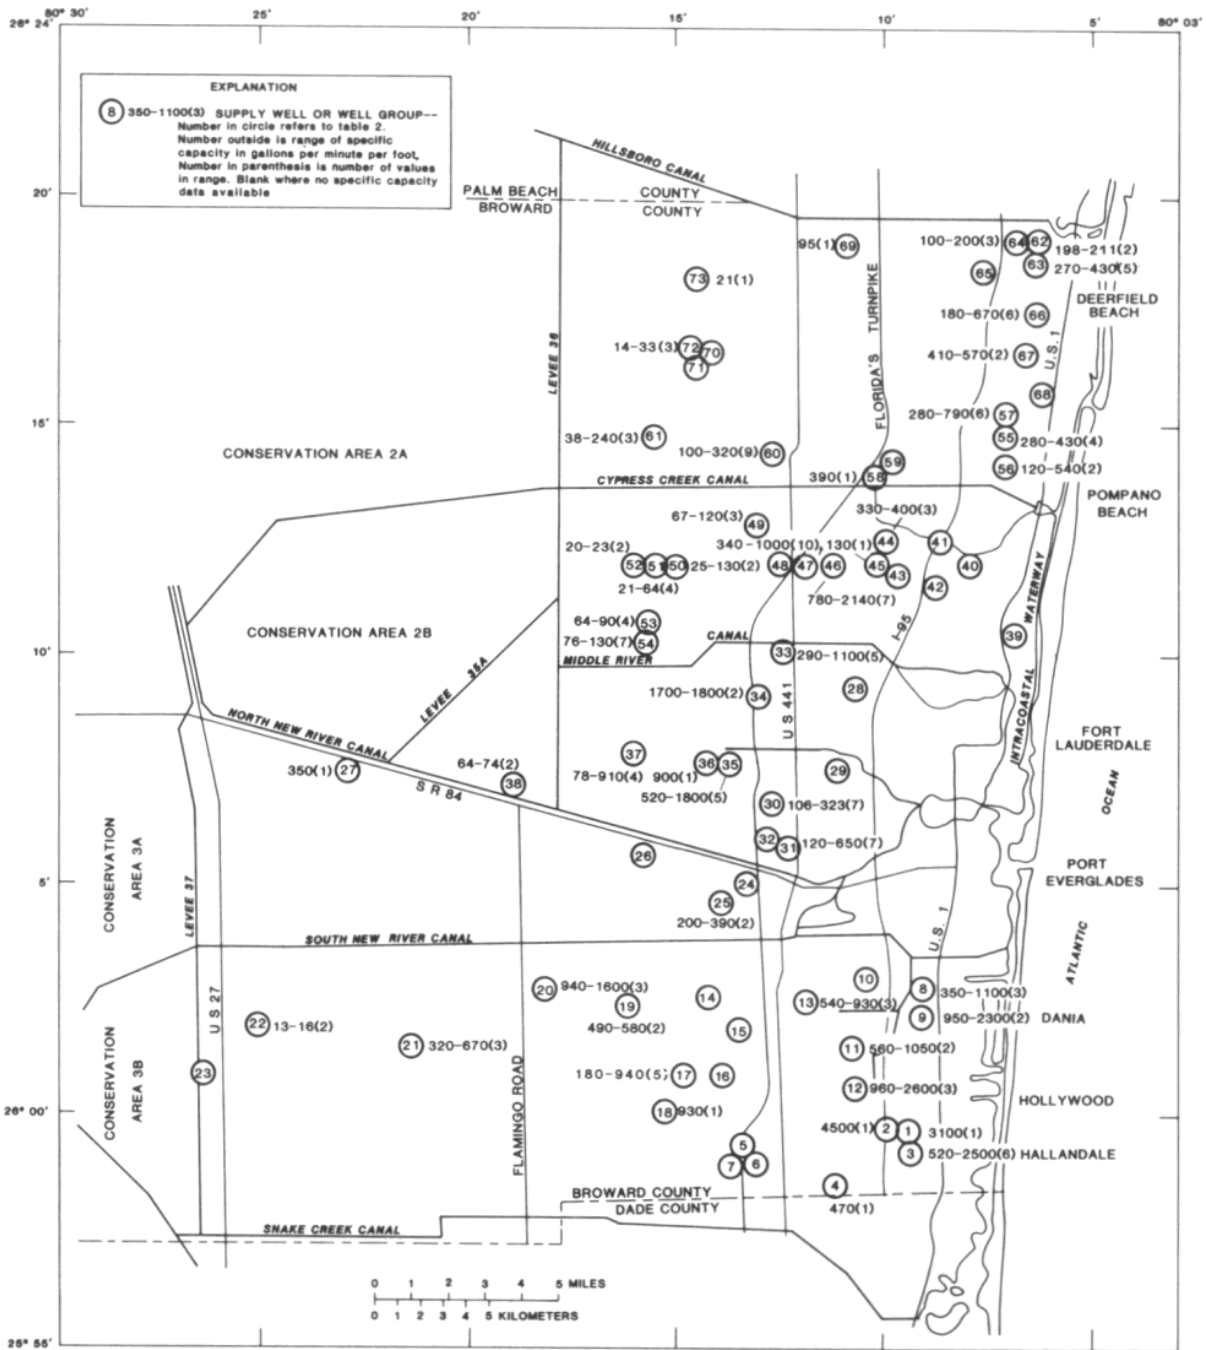 80° 30′ 25′ 20′ 15′ 10′ 5′ 80° 03′
26° 24′
EXPLANATION
8 350-1100(3) SUPPLY WELL OR WELL GROUP--
Number in circle refers to table 2.
Number outside is range of specific
capacity in gallons per minute per foot,
Number in parenthesis is number of values
in range. Blank where no specific capacity
data available
HILLSBORO CANAL
20′
PALM BEACH COUNTY
BROWARD COUNTY
95(1) 69
100-200(3) 64 62
198-211(2)
63
270-430(5)
65
73 21(1)
DEERFIELD
BEACH
180-670(6) 66
FLORIDA'S TURNPIKE
LEVEE 36
U.S. 1
14-33(3) 72 70
71
410-570(2) 67
68
15′
280-790(6) 57
38-240(3) 61
55
280-430(4)
CONSERVATION AREA 2A
100-320(9) 60
59
56 120-540(2)
390(1) 58
CYPRESS CREEK CANAL
POMPANO
BEACH
330-400(3)
67-120(3) 49
340-1000(10), 130(1) 44
41
20-23(2)
52 51 50 25-130(2) 48 47 46 45 43
40
21-64(4)
780-2140(7)
42
64-90(4) 53
I-95
INTRACOASTAL WATERWAY
CONSERVATION AREA 2B
76-130(7) 54
39
10′
MIDDLE RIVER CANAL
33 290-1100(5)
LEVEE 35A
1700-1800(2) 34
28
US 441
NORTH NEW RIVER CANAL
FORT
LAUDERDALE
37
78-910(4)
900(1) 36 35
29
350(1) 27
64-74(2)
38
520-1800(5)
S R 84
OCEAN
30 106-323(7)
32 31 120-650(7)
CONSERVATION
AREA 3A
26
PORT
EVERGLADES
5′
24
25
200-390(2)
LEVEE 37
U.S. 1
SOUTH NEW RIVER CANAL
ATLANTIC
10
20 940-1600(3)
8
350-1100(3)
14
13 540-930(3)
19
490-580(2)
9 950-2300(2) DANIA
US 27
22 13-16(2)
15
21 320-670(3)
11 560-1050(2)
23
180-940(5) 17 16
12 960-2600(3)
CONSERVATION
AREA 3B
HOLLYWOOD
26° 00′
18 930(1)
4500(1) 2 1 3100(1)
FLAMINGO ROAD
5
3 520-2500(6) HALLANDALE
7 6
4
470(1)
BROWARD COUNTY
DADE COUNTY
SNAKE CREEK CANAL
0 1 2 3 4 5 MILES
0 1 2 3 4 5 KILOMETERS
25° 55′